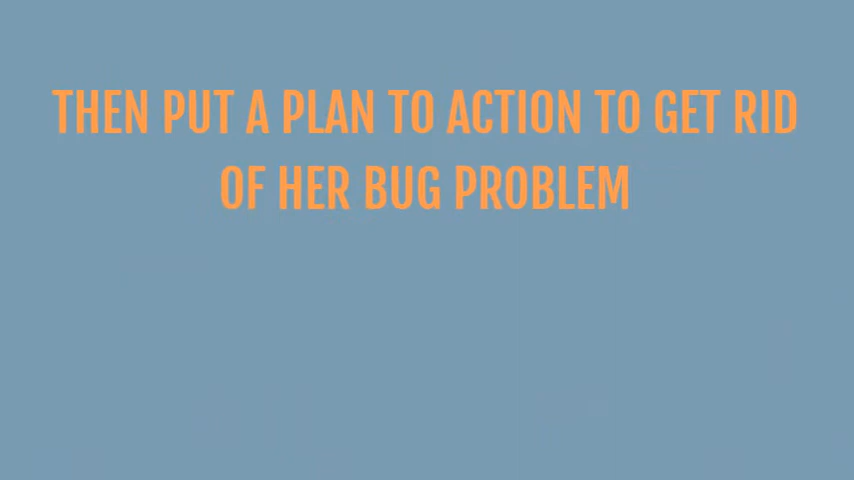 THEN PUT A PLAN TO ACTION TO GET RID
OF HER BUG PROBLEM